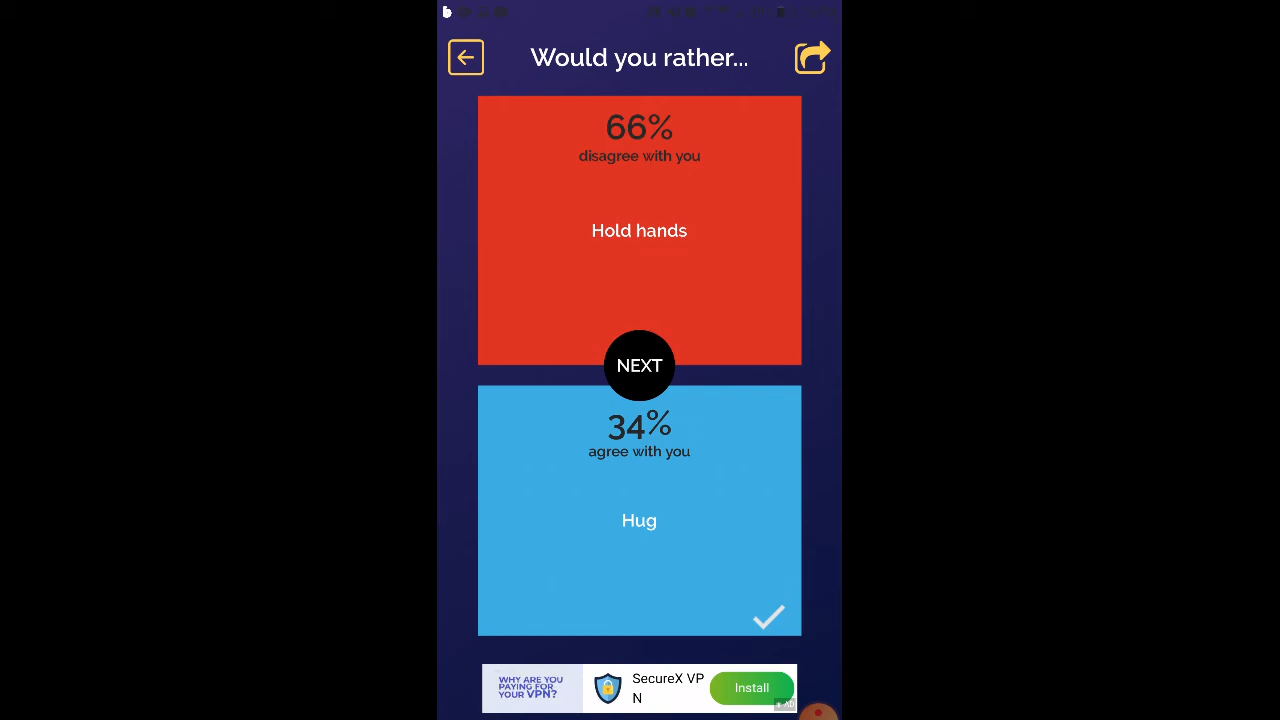 Would you rather...
66%
disagree with you
Hold hands
NEXT
34%
agree with you
Hug
WHY ARE YOU
PAYING FOR
YOUR VPN?
SecureX VP
N
Install
AD